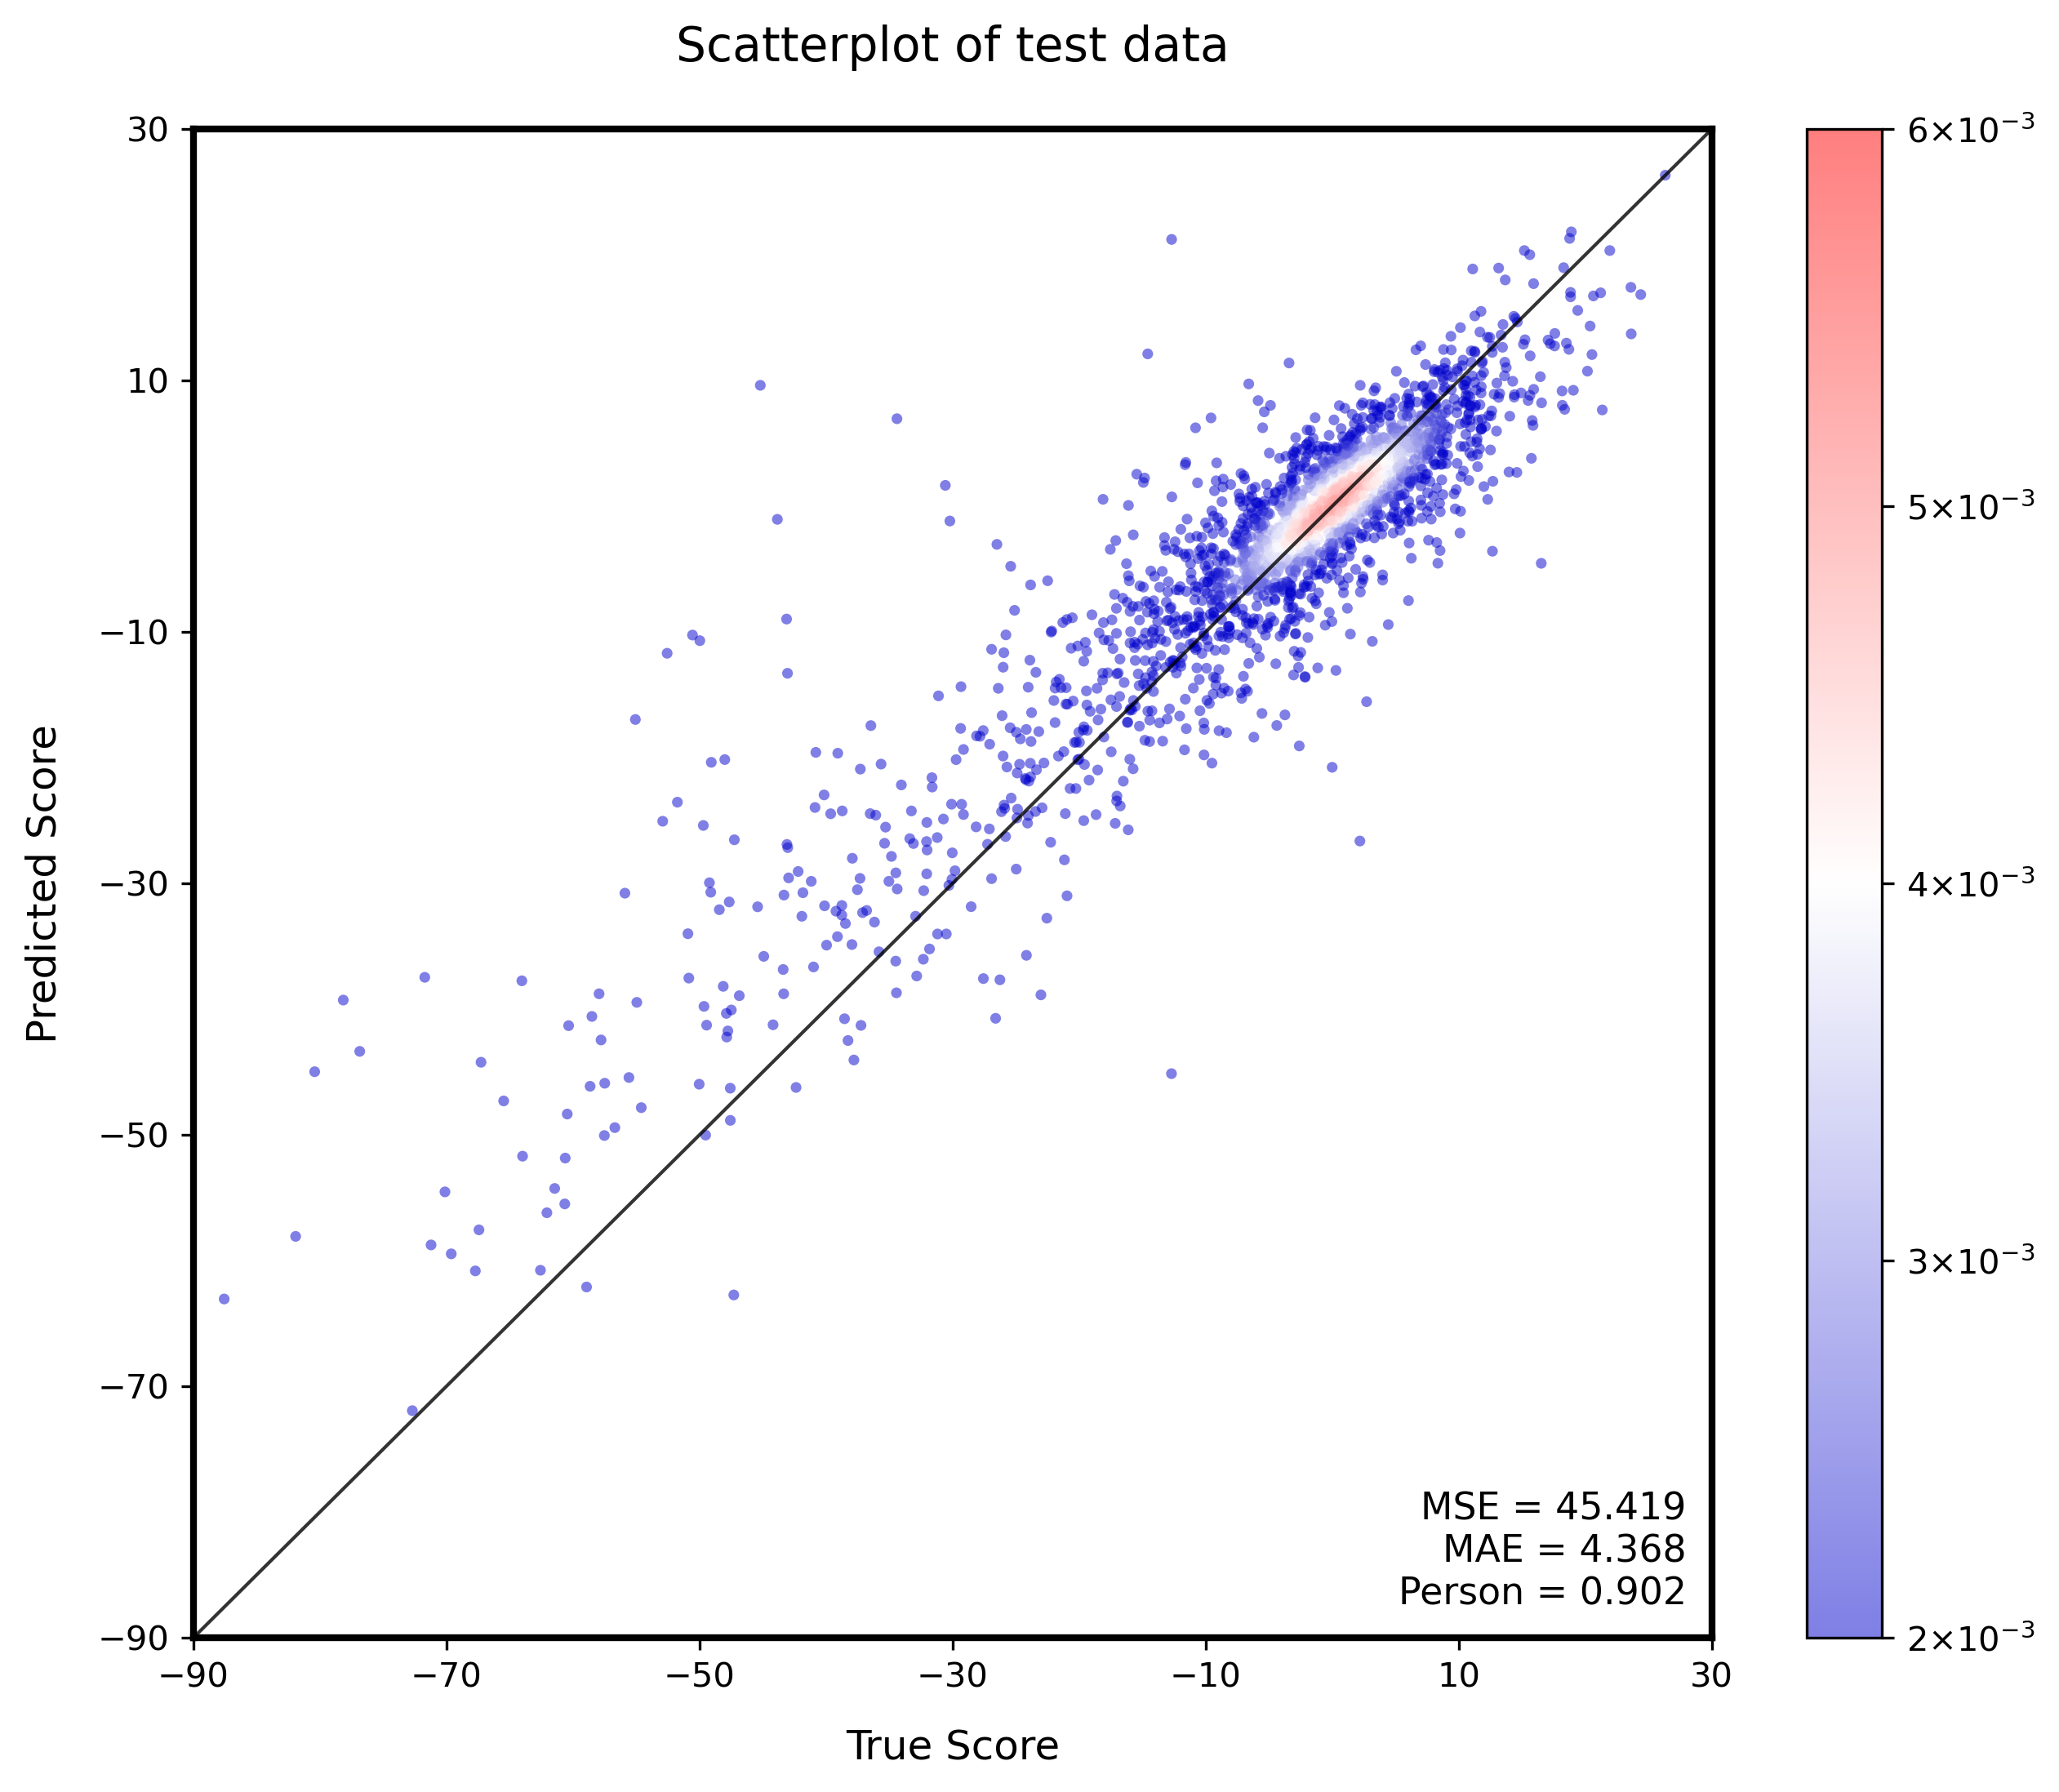 Scatterplot of test data
Predicted Score
30
10
−10
−30
−50
−70
−90
−90 −70 −50 −30 −10 10 30
True Score
MSE = 45.419
MAE = 4.368
Person = 0.902
6×10⁻³
5×10⁻³
4×10⁻³
3×10⁻³
2×10⁻³